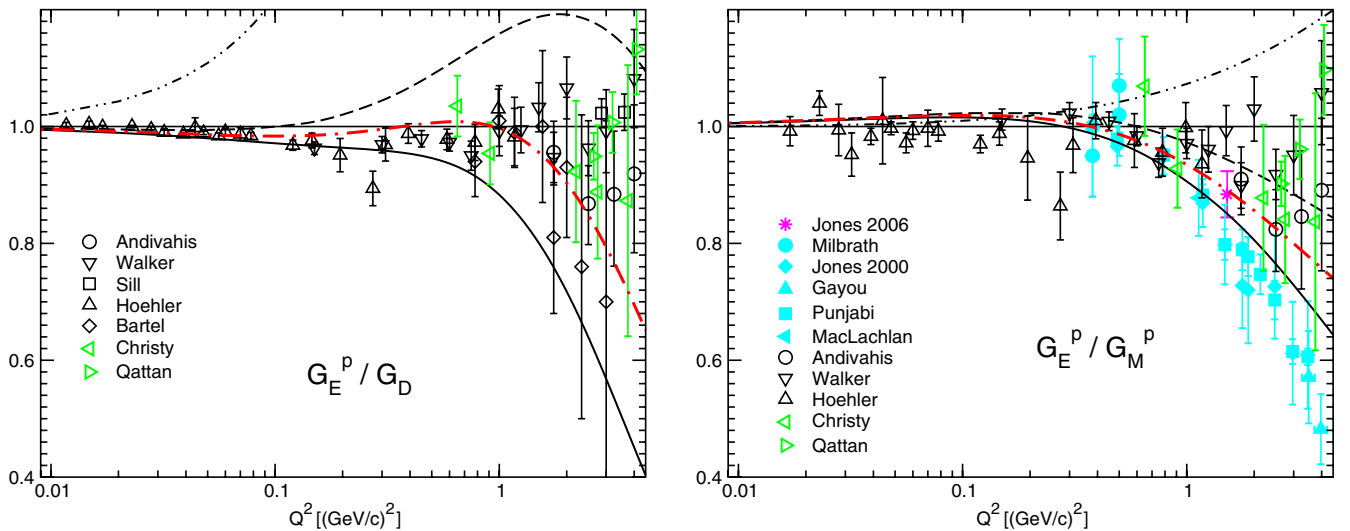 1.0
0.8
0.6
0.4
0.01
0.1
1
Q² [(GeV/c)²]
Andivahis
Walker
Sill
Hoehler
Bartel
Christy
Qattan
G_E^p / G_D
1.0
0.8
0.6
0.4
0.01
0.1
1
Q² [(GeV/c)²]
Jones 2006
Milbrath
Jones 2000
Gayou
Punjabi
MacLachlan
Andivahis
Walker
Hoehler
Christy
Qattan
G_E^p / G_M^p